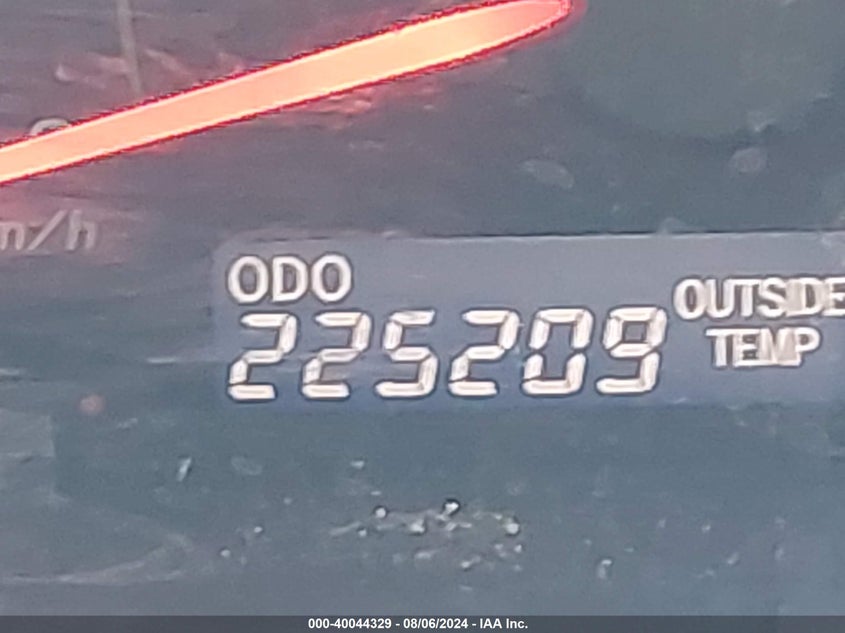 m/h
ODO
225209
OUTSIDE
TEMP
000-40044329 - 08/06/2024 - IAA Inc.